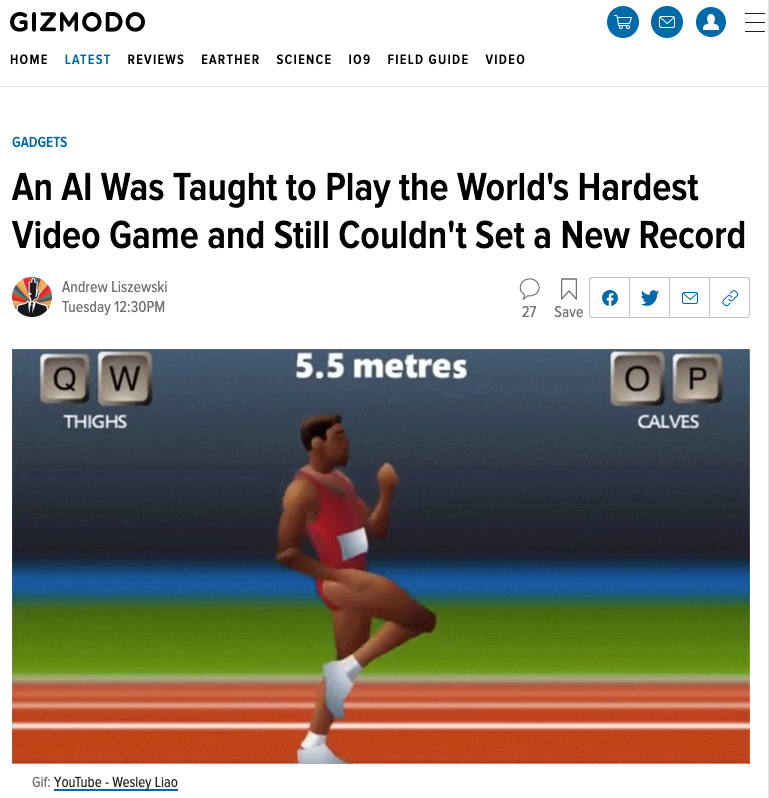 GIZMODO
HOME LATEST REVIEWS EARTHER SCIENCE IO9 FIELD GUIDE VIDEO
GADGETS
An AI Was Taught to Play the World's Hardest
Video Game and Still Couldn't Set a New Record
Andrew Liszewski
Tuesday 12:30PM
27 Save
Q W 5.5 metres O P
THIGHS CALVES
Gif: YouTube - Wesley Liao